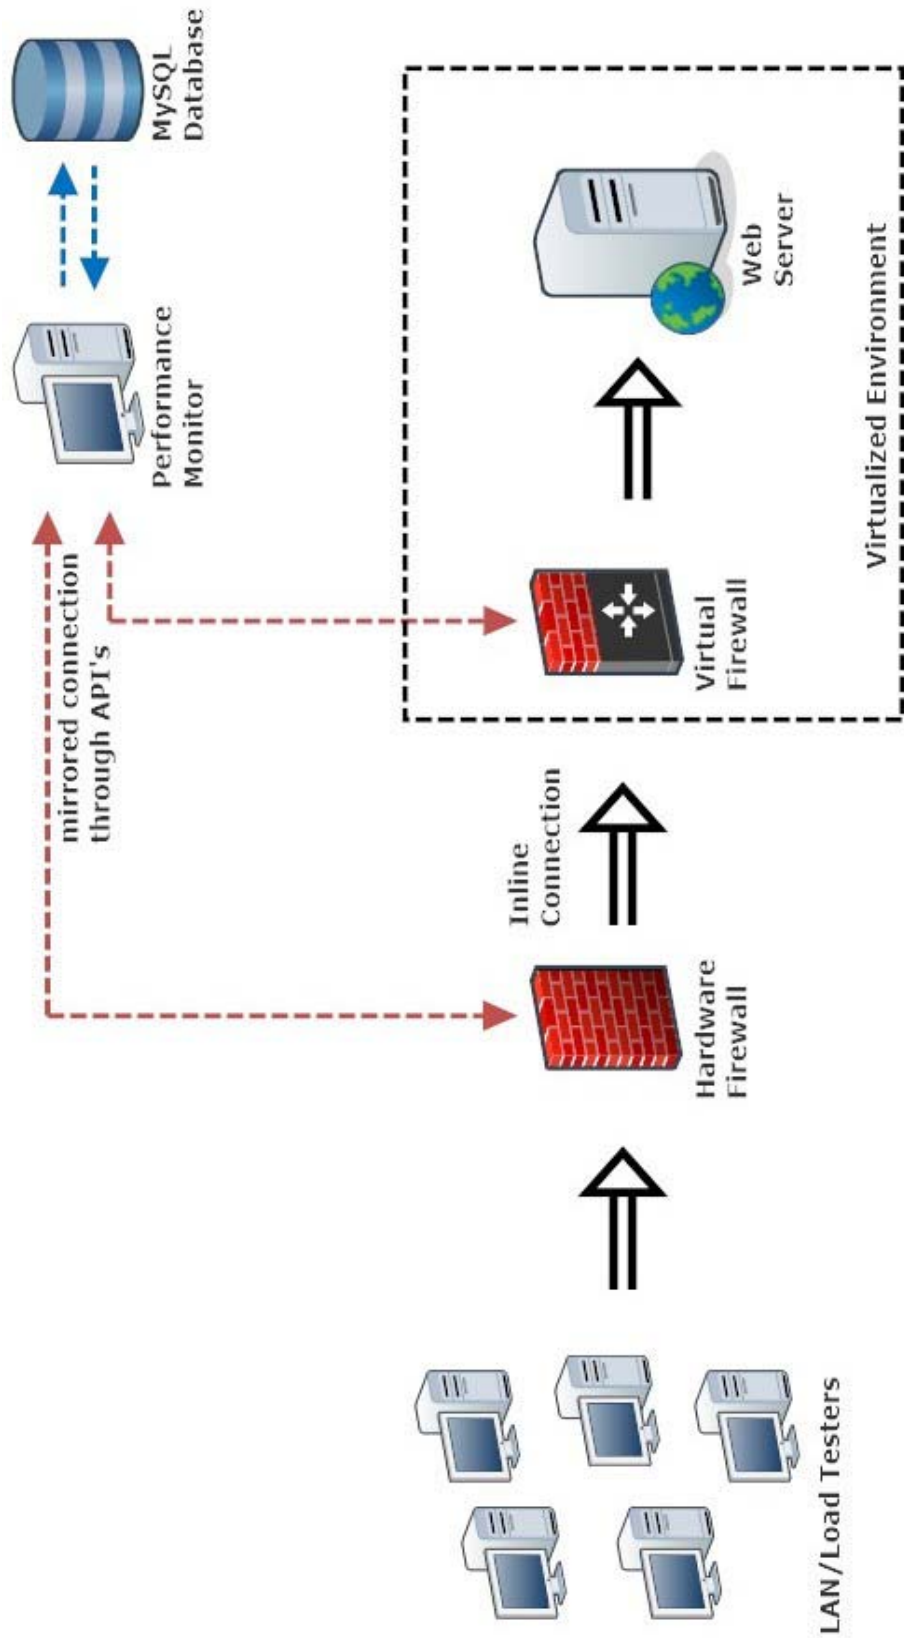 MySQL
Database
Performance
Monitor
mirrored connection
through API's
Web
Server
Virtualized Environment
Virtual
Firewall
Inline
Connection
Hardware
Firewall
LAN/Load Testers